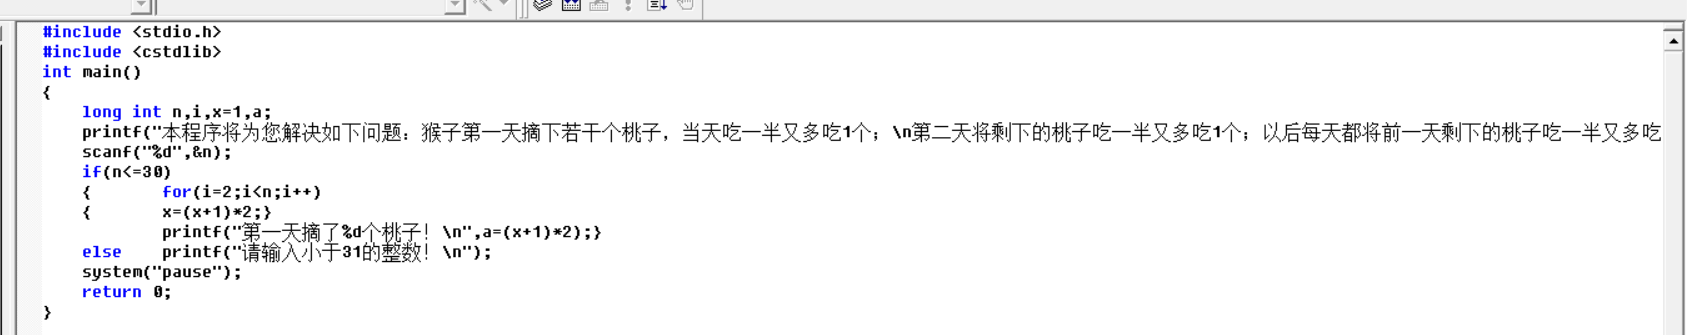 #include <stdio.h>
#include <cstdlib>
int main()
{
    long int n,i,x=1,a;
    printf("本程序将为您解决如下问题：猴子第一天摘下若干个桃子，当天吃一半又多吃1个；\n第二天将剩下的桃子吃一半又多吃1个；以后每天都将前一天剩下的桃子吃一半又多吃
    scanf("%d",&n);
    if(n<=30)
    {       for(i=2;i<n;i++)
    {       x=(x+1)*2;}
            printf("第一天摘了%d个桃子！\n",a=(x+1)*2);}
    else    printf("请输入小于31的整数！\n");
    system("pause");
    return 0;
}